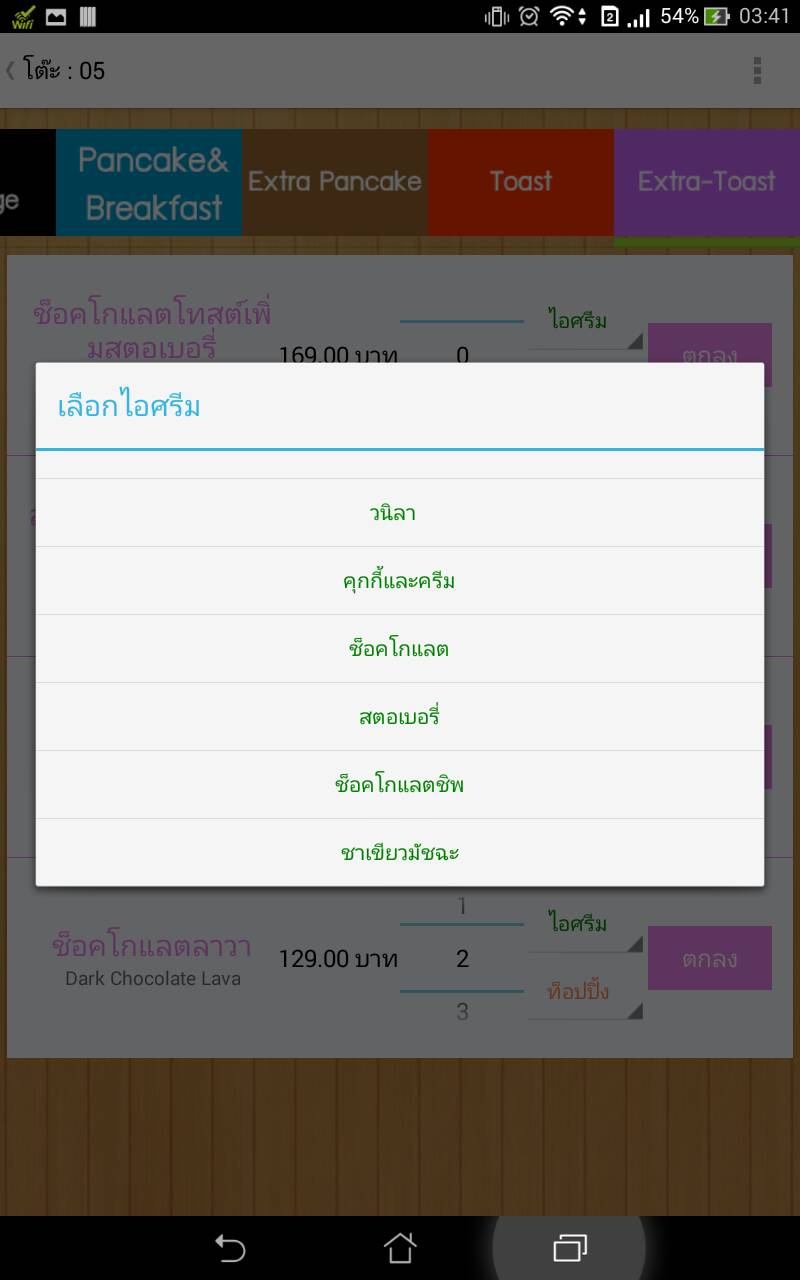 Wifi
2
54%
03:41
โต๊ะ : 05
ge
Pancake&
Breakfast
Extra Pancake
Toast
Extra-Toast
ช็อคโกแลตโทสต์เพิ่
มสตอเบอรี่
169.00 บาท
0
ไอศรีม
ตกลง
เลือกไอศรีม
วนิลา
คุกกี้และครีม
ช็อคโกแลต
สตอเบอรี่
ช็อคโกแลตชิพ
ชาเขียวมัชฉะ
ช็อคโกแลตลาวา
Dark Chocolate Lava
129.00 บาท
1
2
3
ไอศรีม
ท็อปปิ้ง
ตกลง